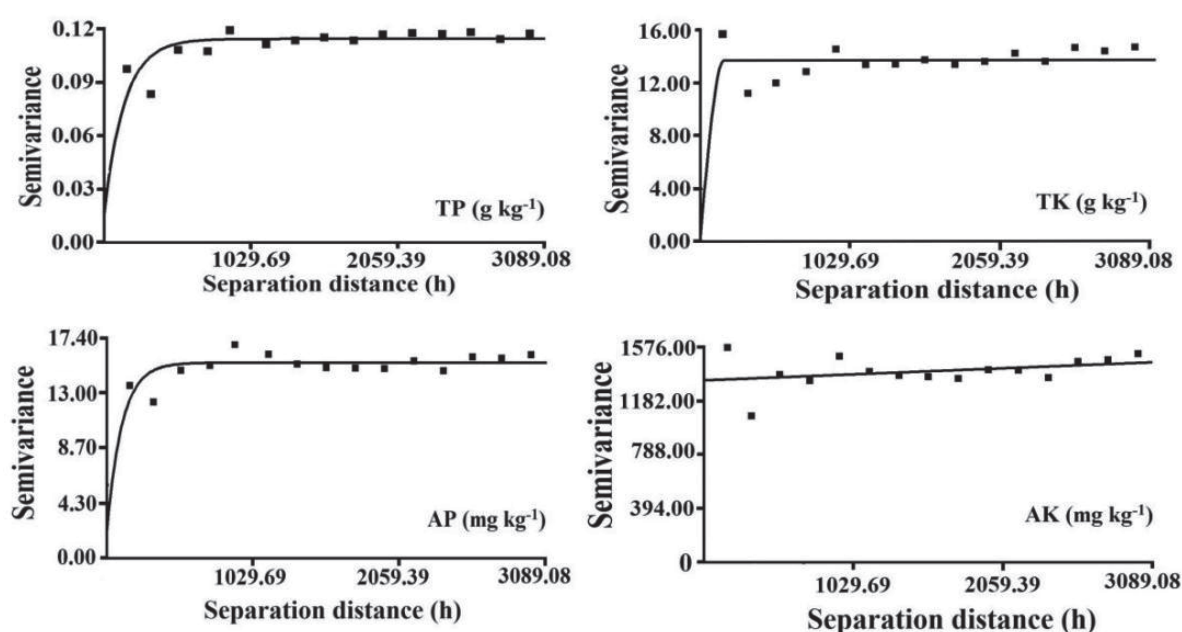 0.12
0.09
0.06
0.03
0.00
Semivariance
TP (g kg⁻¹)
1029.69
2059.39
3089.08
Separation distance (h)
16.00
12.00
8.00
4.00
0.00
Semivariance
TK (g kg⁻¹)
1029.69
2059.39
3089.08
Separation distance (h)
17.40
13.00
8.70
4.30
0.00
Semivariance
AP (mg kg⁻¹)
1029.69
2059.39
3089.08
Separation distance (h)
1576.00
1182.00
788.00
394.00
0
Semivariance
AK (mg kg⁻¹)
1029.69
2059.39
3089.08
Separation distance (h)